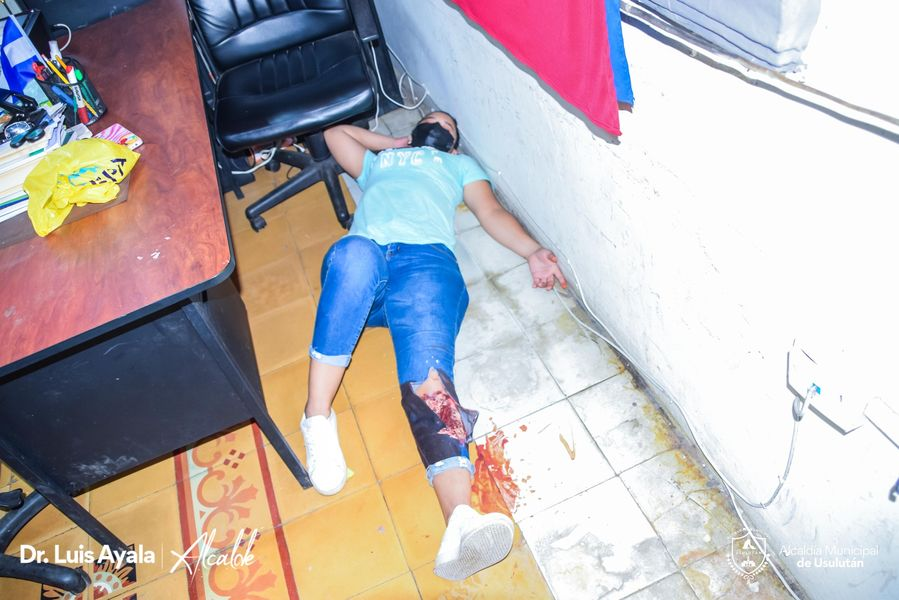 NYC
Dr. Luis Ayala
Alcalde
Alcaldía Municipal
de Usulután